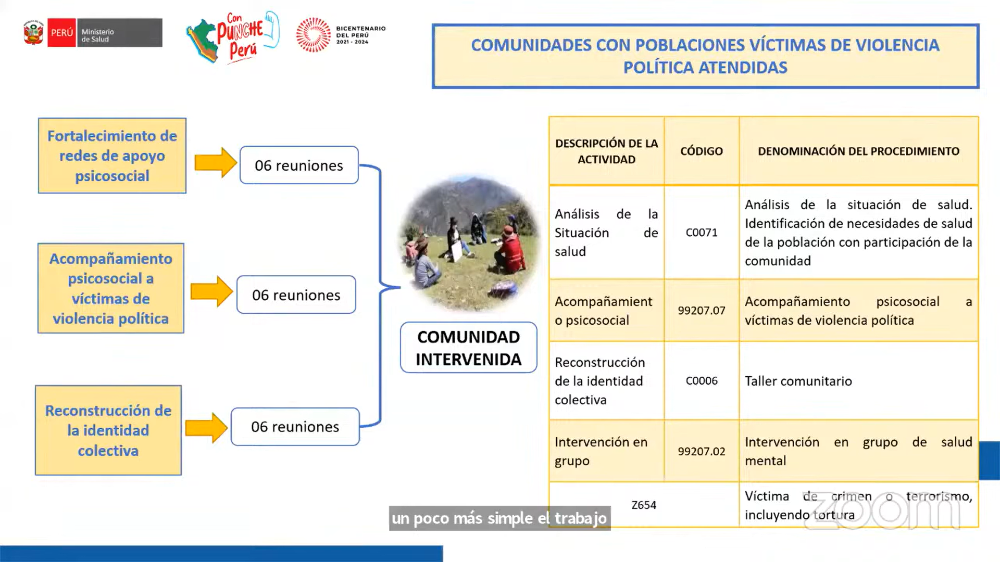 PERÚ
Ministerio
de Salud
Con
PUNCHE
Perú
BICENTENARIO
DEL PERÚ
2021 - 2024
COMUNIDADES CON POBLACIONES VÍCTIMAS DE VIOLENCIA
POLÍTICA ATENDIDAS
Fortalecimiento de
redes de apoyo
psicosocial
06 reuniones
Acompañamiento
psicosocial a
víctimas de
violencia política
06 reuniones
Reconstrucción de
la identidad
colectiva
06 reuniones
COMUNIDAD
INTERVENIDA
DESCRIPCIÓN DE LA
ACTIVIDAD
CÓDIGO
DENOMINACIÓN DEL PROCEDIMIENTO
Análisis de la
Situación de
salud
C0071
Análisis de la situación de salud.
Identificación de necesidades de salud
de la población con participación de la
comunidad
Acompañamient
o psicosocial
99207.07
Acompañamiento psicosocial a
víctimas de violencia política
Reconstrucción
de la identidad
colectiva
C0006
Taller comunitario
Intervención en
grupo
99207.02
Intervención en grupo de salud
mental
Z654
Víctima de crimen o terrorismo,
incluyendo tortura
zoom
un poco más simple el trabajo